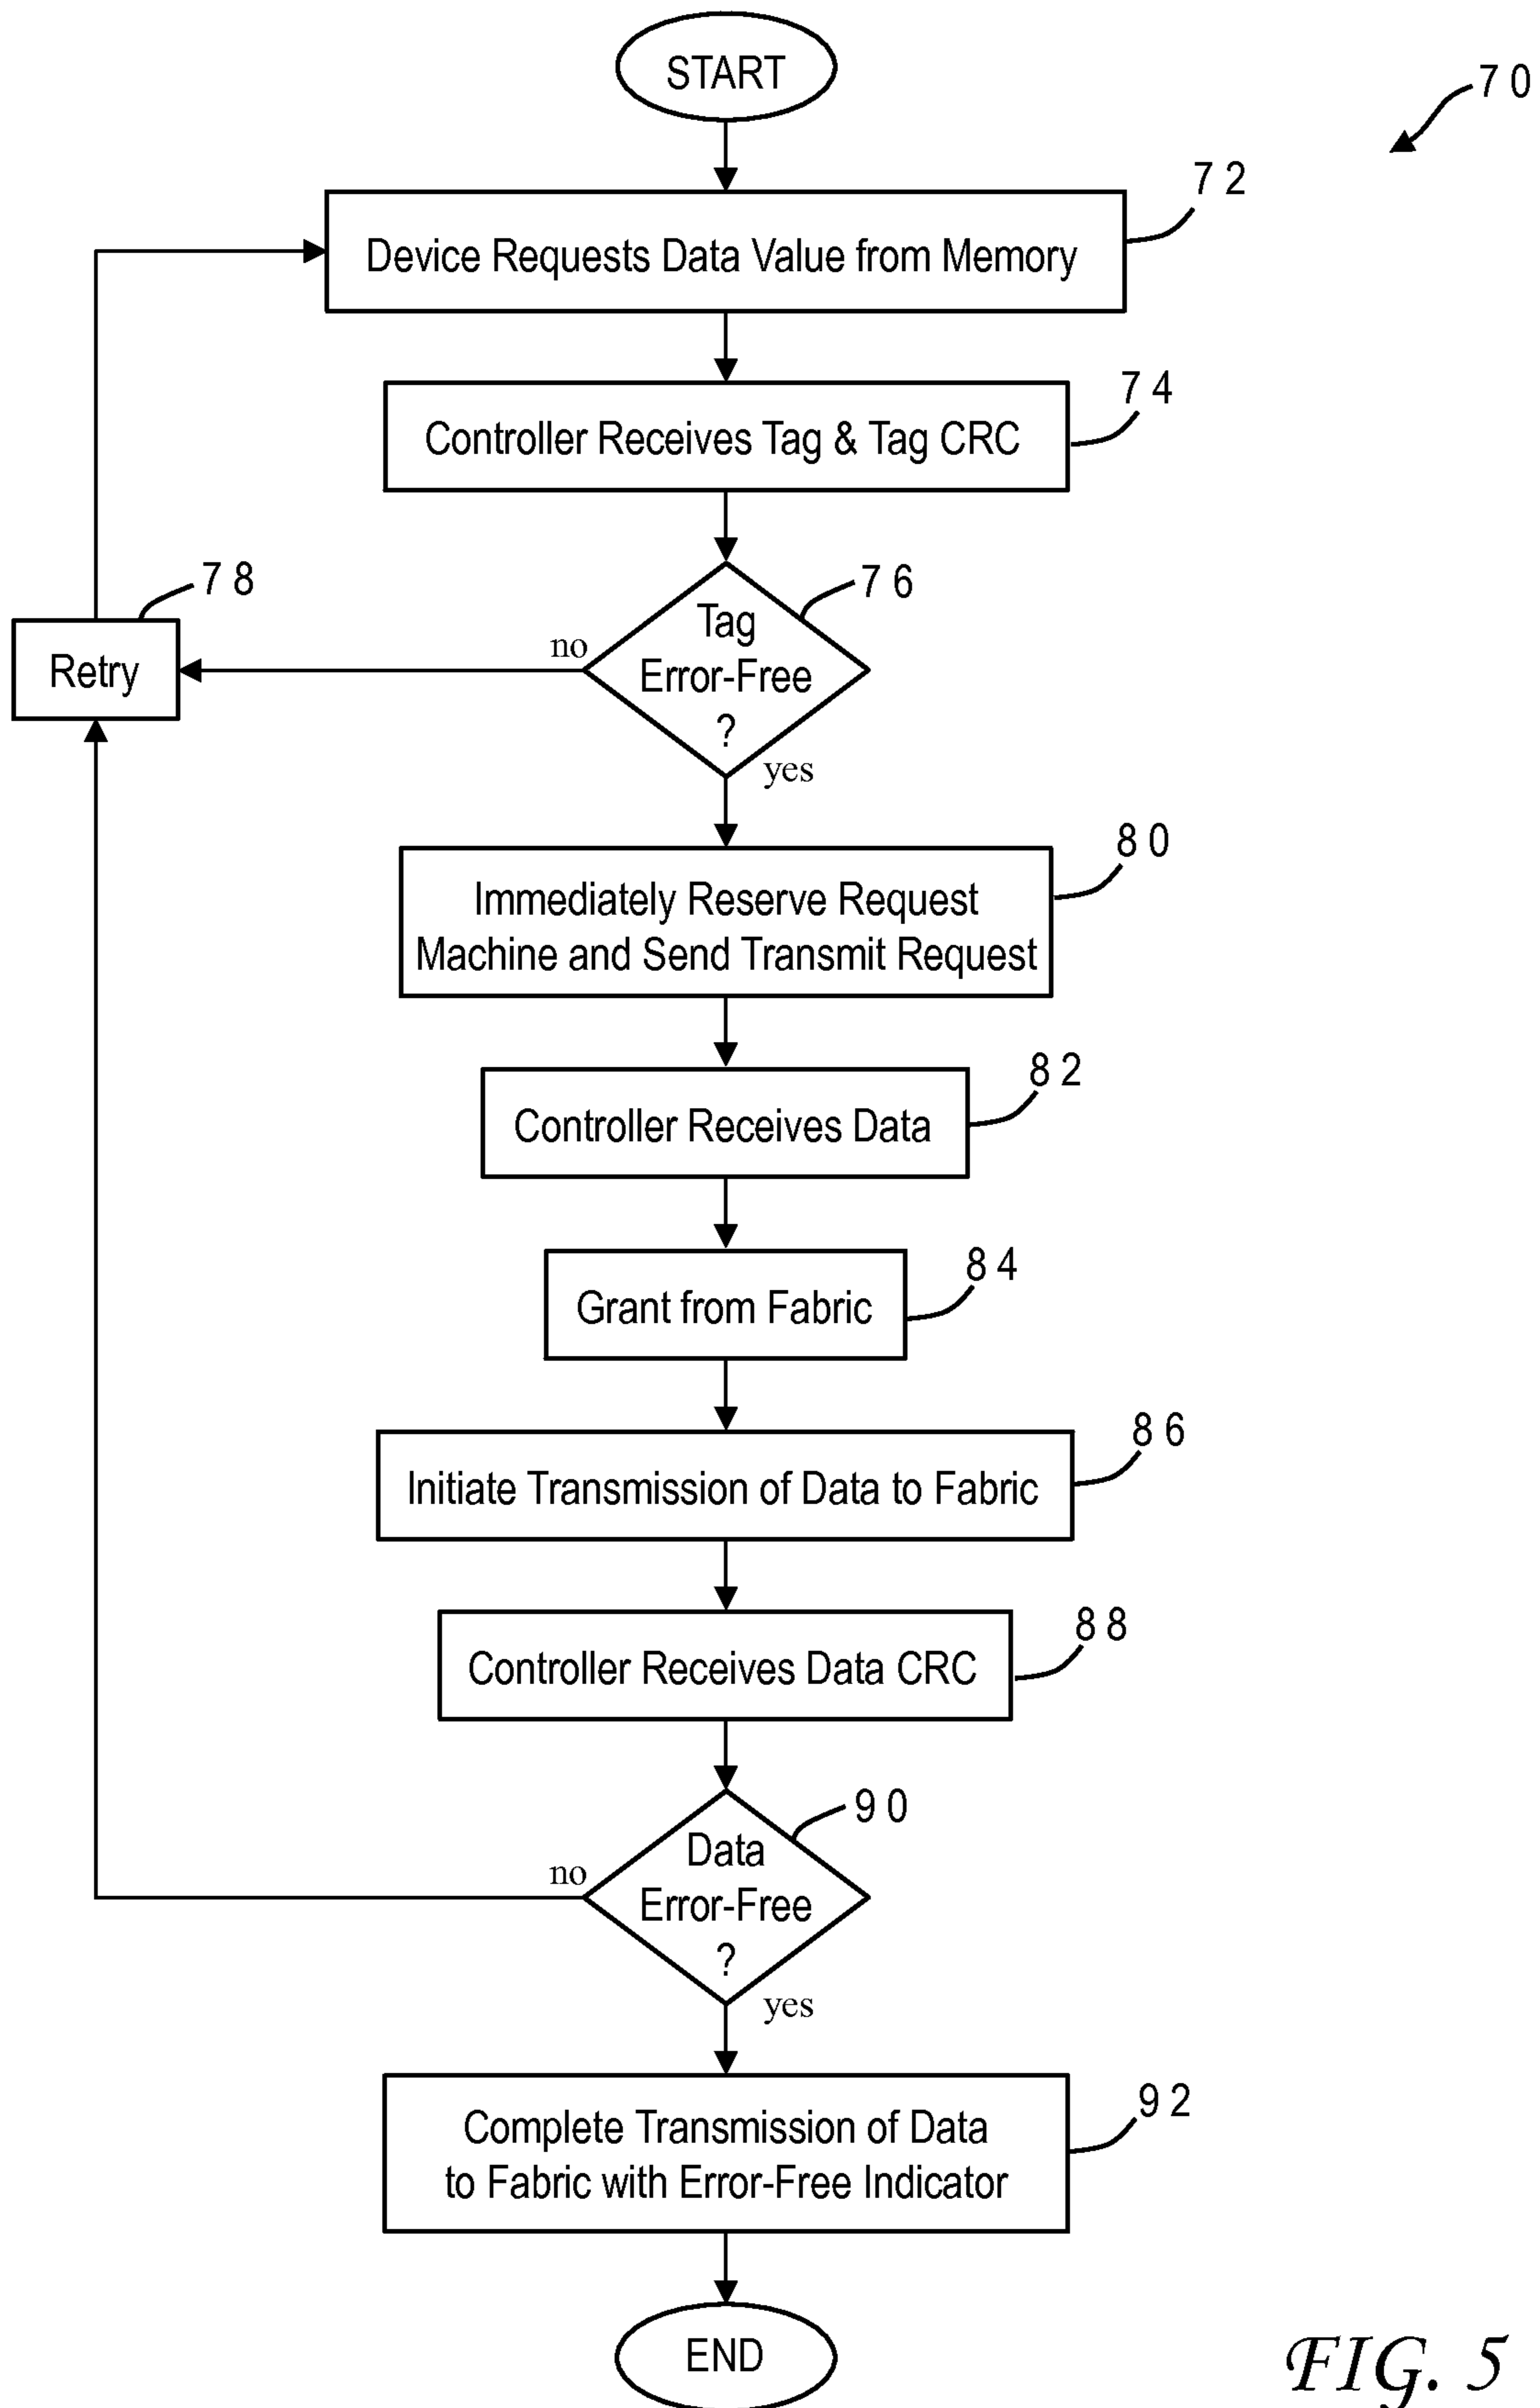 START
70
72
Device Requests Data Value from Memory
74
Controller Receives Tag & Tag CRC
78
Retry
76
Tag
Error-Free
?
no
yes
80
Immediately Reserve Request
Machine and Send Transmit Request
82
Controller Receives Data
84
Grant from Fabric
86
Initiate Transmission of Data to Fabric
88
Controller Receives Data CRC
90
Data
Error-Free
?
no
yes
92
Complete Transmission of Data
to Fabric with Error-Free Indicator
END
FIG. 5